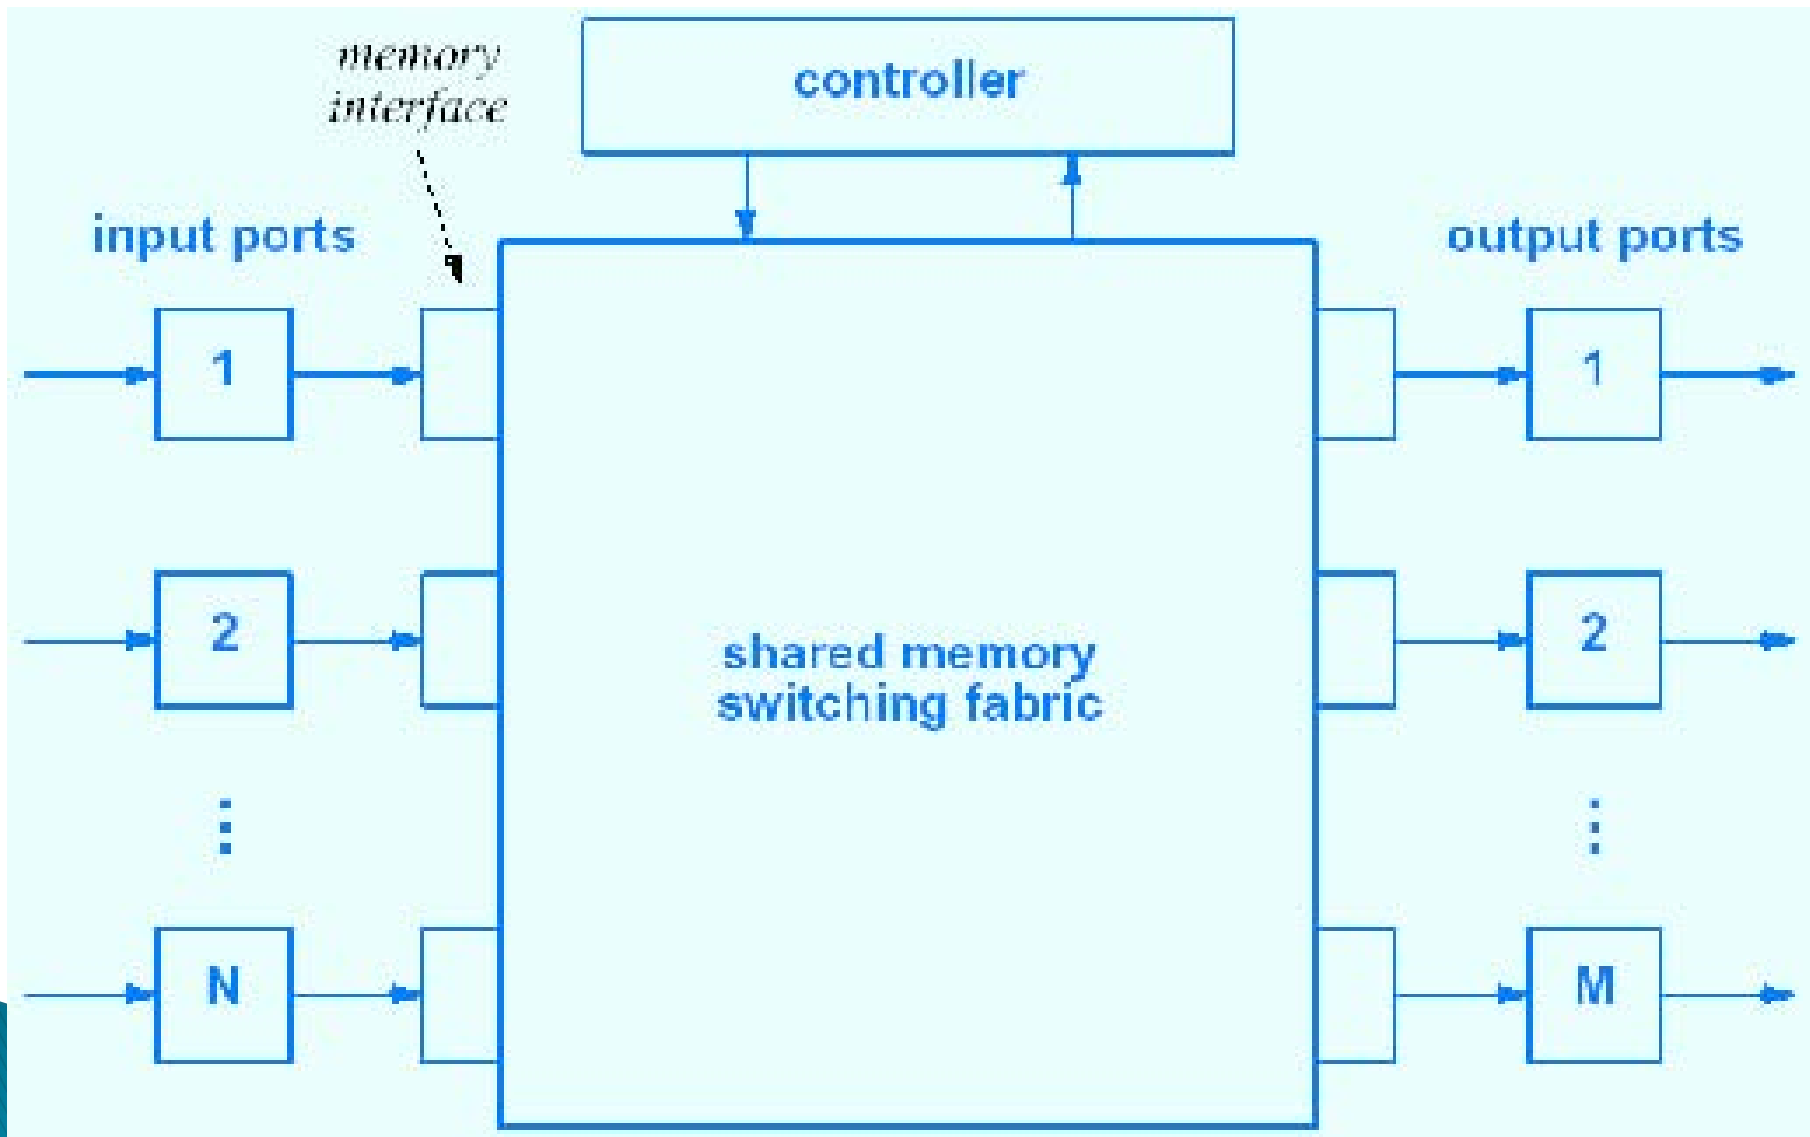 memory
interface
controller
input ports
output ports
1
1
2
2
shared memory
switching fabric
N
M